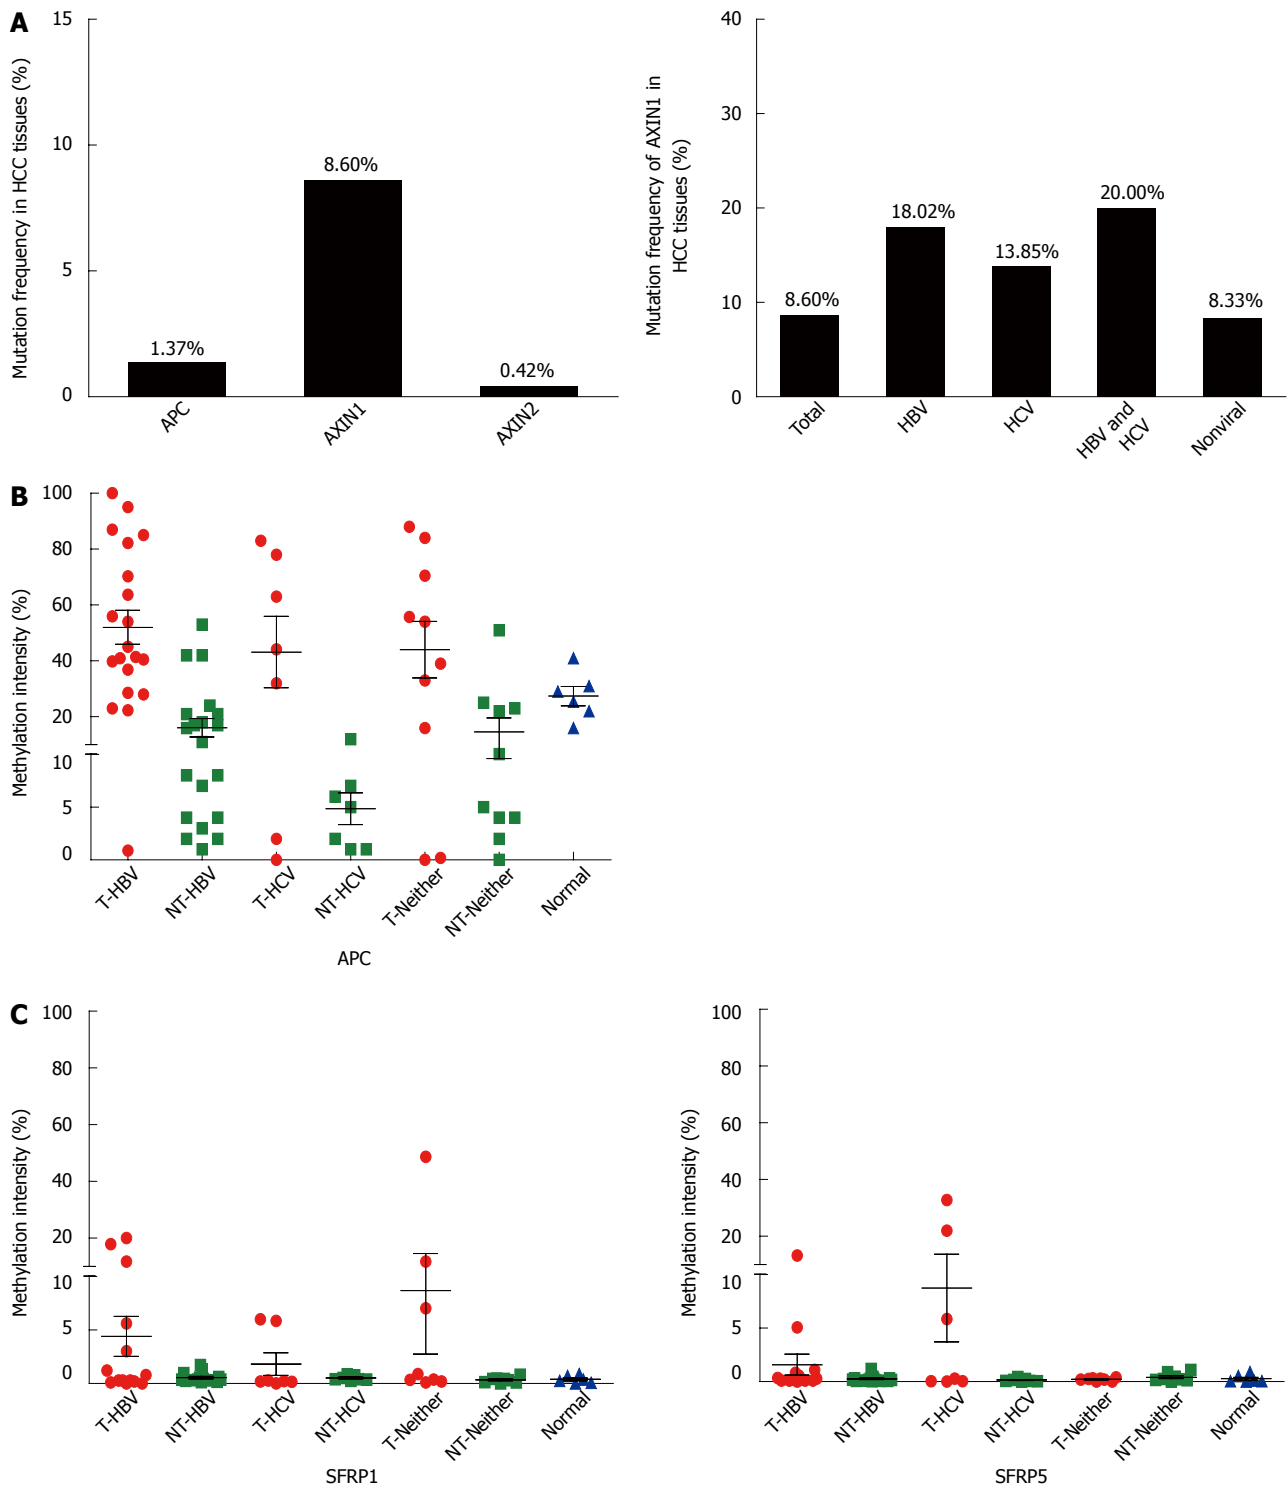 A
Mutation frequency in HCC tissues (%)
15
10
5
0
1.37%
8.60%
0.42%
APC
AXIN1
AXIN2
Mutation frequency of AXIN1 in
HCC tissues (%)
40
30
20
10
0
8.60%
18.02%
13.85%
20.00%
8.33%
Total
HBV
HCV
HBV and
HCV
Nonviral
B
Methylation intensity (%)
100
80
60
40
20
10
5
0
T-HBV
NT-HBV
T-HCV
NT-HCV
T-Neither
NT-Neither
Normal
APC
C
Methylation intensity (%)
100
80
60
40
20
10
5
0
T-HBV
NT-HBV
T-HCV
NT-HCV
T-Neither
NT-Neither
Normal
SFRP1
Methylation intensity (%)
100
80
60
40
20
10
5
0
T-HBV
NT-HBV
T-HCV
NT-HCV
T-Neither
NT-Neither
Normal
SFRP5